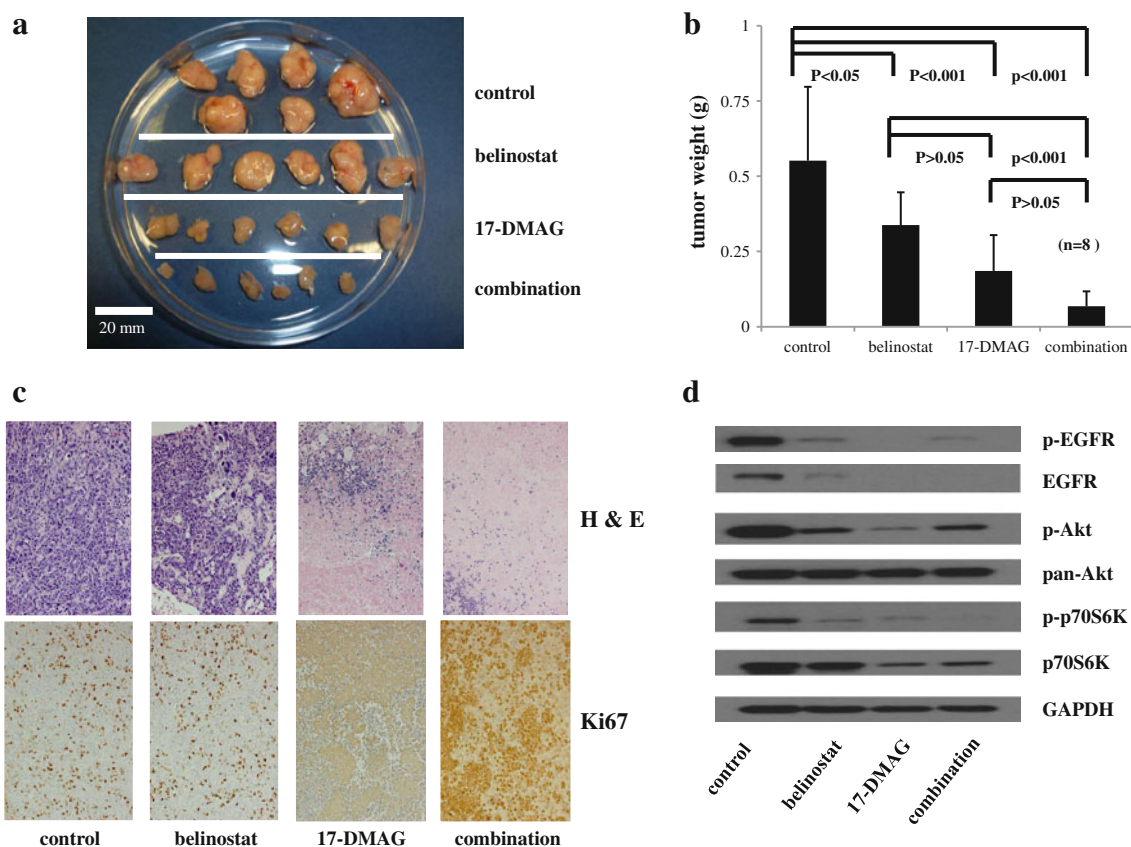 a
control
belinostat
17-DMAG
combination
20 mm
b
P<0.05 P<0.001 p<0.001
P>0.05 p<0.001
P>0.05
(n=8 )
tumor weight (g)
1
0.75
0.5
0.25
0
control belinostat 17-DMAG combination
c
H & E
Ki67
control belinostat 17-DMAG combination
d
p-EGFR
EGFR
p-Akt
pan-Akt
p-p70S6K
p70S6K
GAPDH
control
belinostat
17-DMAG
combination